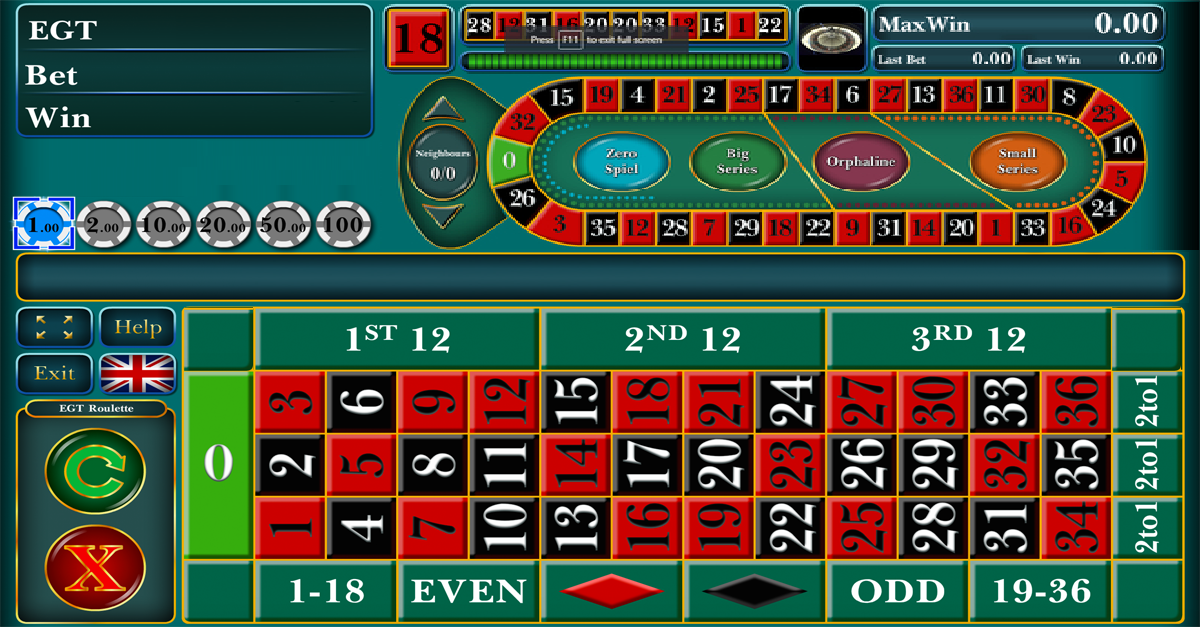 EGT
Bet
Win
18
28 12 31 16 20 20 33 12 15 1 22
Press F11 to exit full screen
MaxWin 0.00
Last Bet 0.00
Last Win 0.00
Neighbours
0/0
15 19 4 21 2 25 17 34 6 27 13 36 11 30 8
32 23
0 10
26 5
24
3 35 12 28 7 29 18 22 9 31 14 20 1 33 16
Zero
Spiel
Big
Series
Orphaline
Small
Series
1.00 2.00 10.00 20.00 50.00 100
Help
Exit
EGT Roulette
C
X
1ST 12 2ND 12 3RD 12
3 6 9 12 15 18 21 24 27 30 33 36 2to1
0 2 5 8 11 14 17 20 23 26 29 32 35 2to1
1 4 7 10 13 16 19 22 25 28 31 34 2to1
1-18 EVEN ODD 19-36